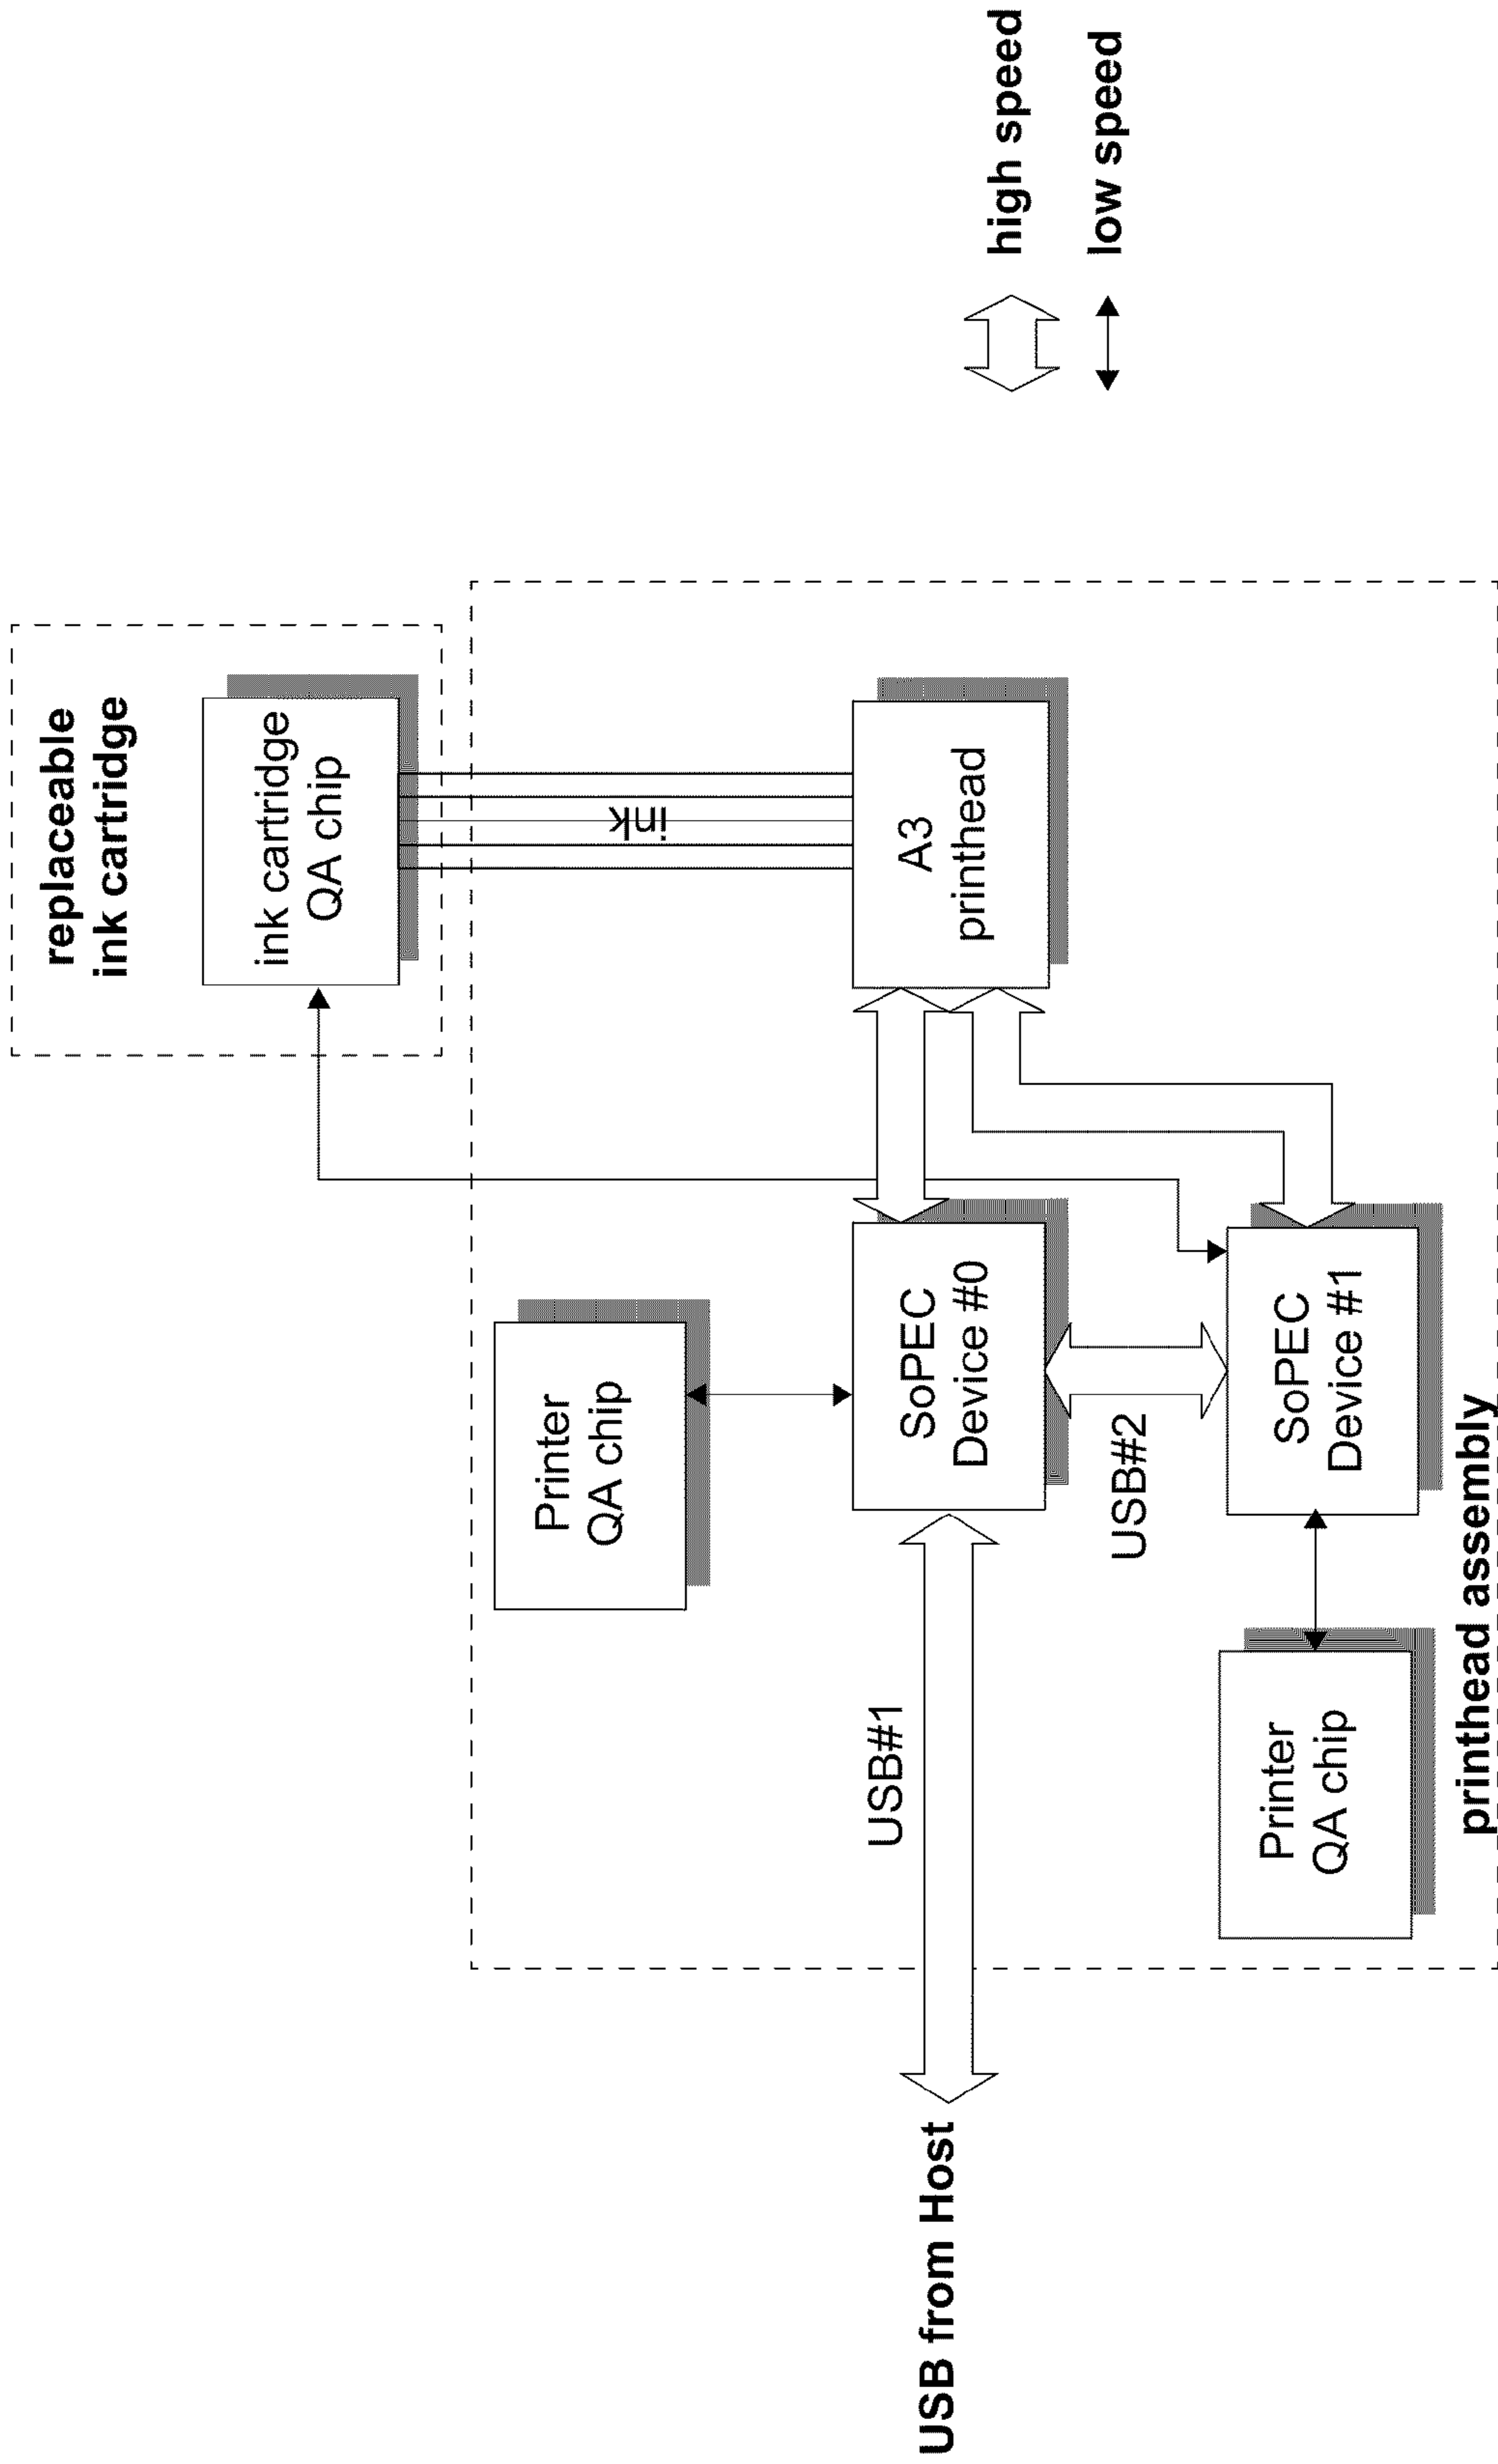 replaceable
ink cartridge
ink cartridge
QA chip
ink
Printer
QA chip
USB#1
USB from Host
SoPEC
Device #0
A3
printhead
high speed
low speed
USB#2
SoPEC
Device #1
Printer
QA chip
printhead assembly